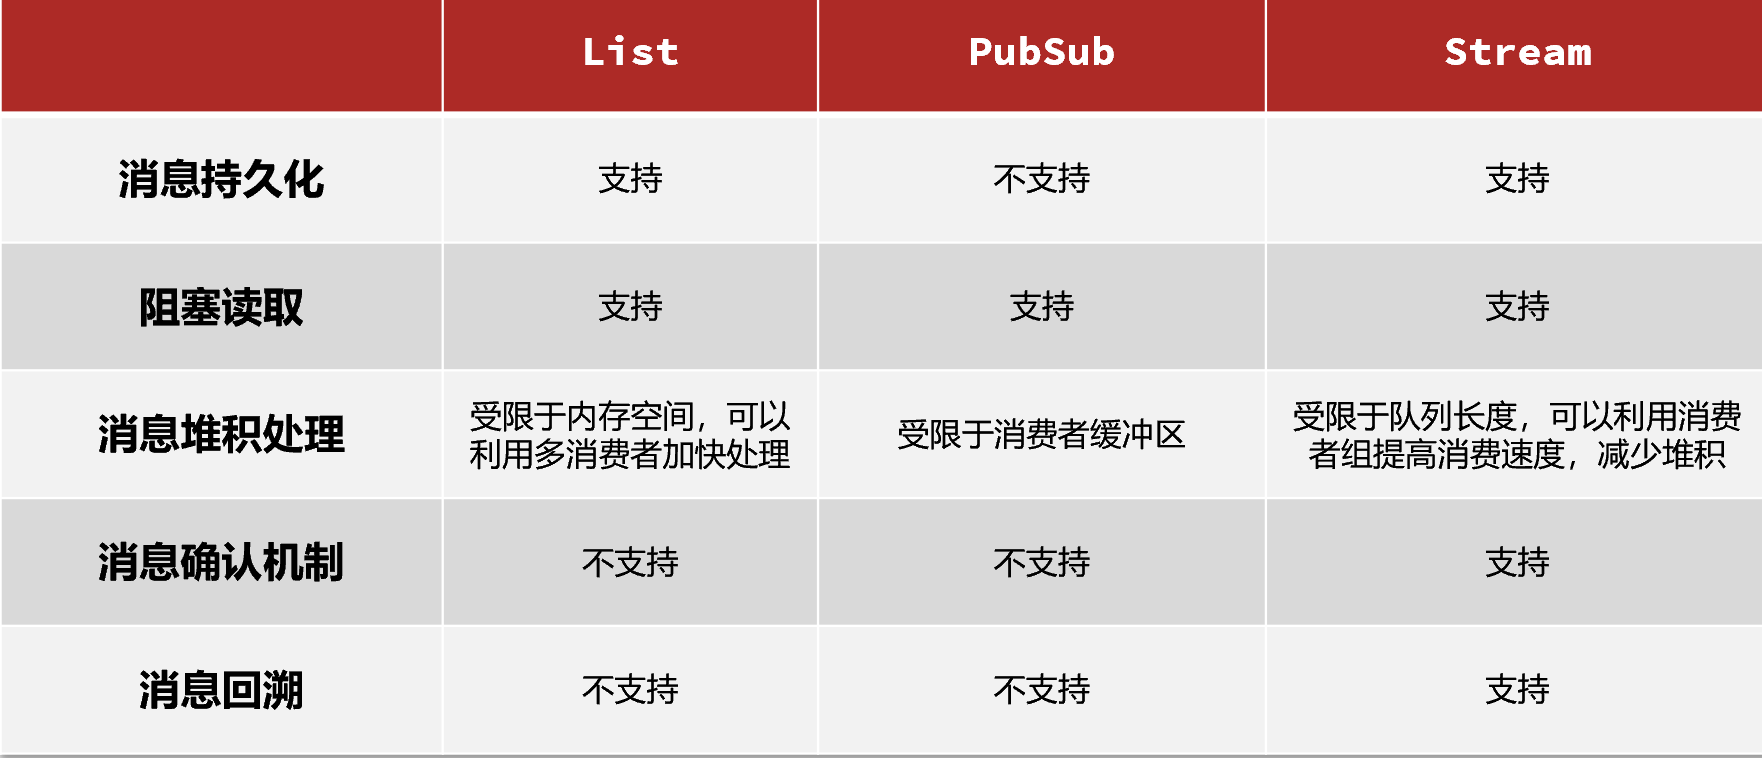 List PubSub Stream
消息持久化 支持 不支持 支持
阻塞读取 支持 支持 支持
消息堆积处理
受限于内存空间，可以
利用多消费者加快处理
受限于消费者缓冲区
受限于队列长度，可以利用消费
者组提高消费速度，减少堆积
消息确认机制 不支持 不支持 支持
消息回溯 不支持 不支持 支持